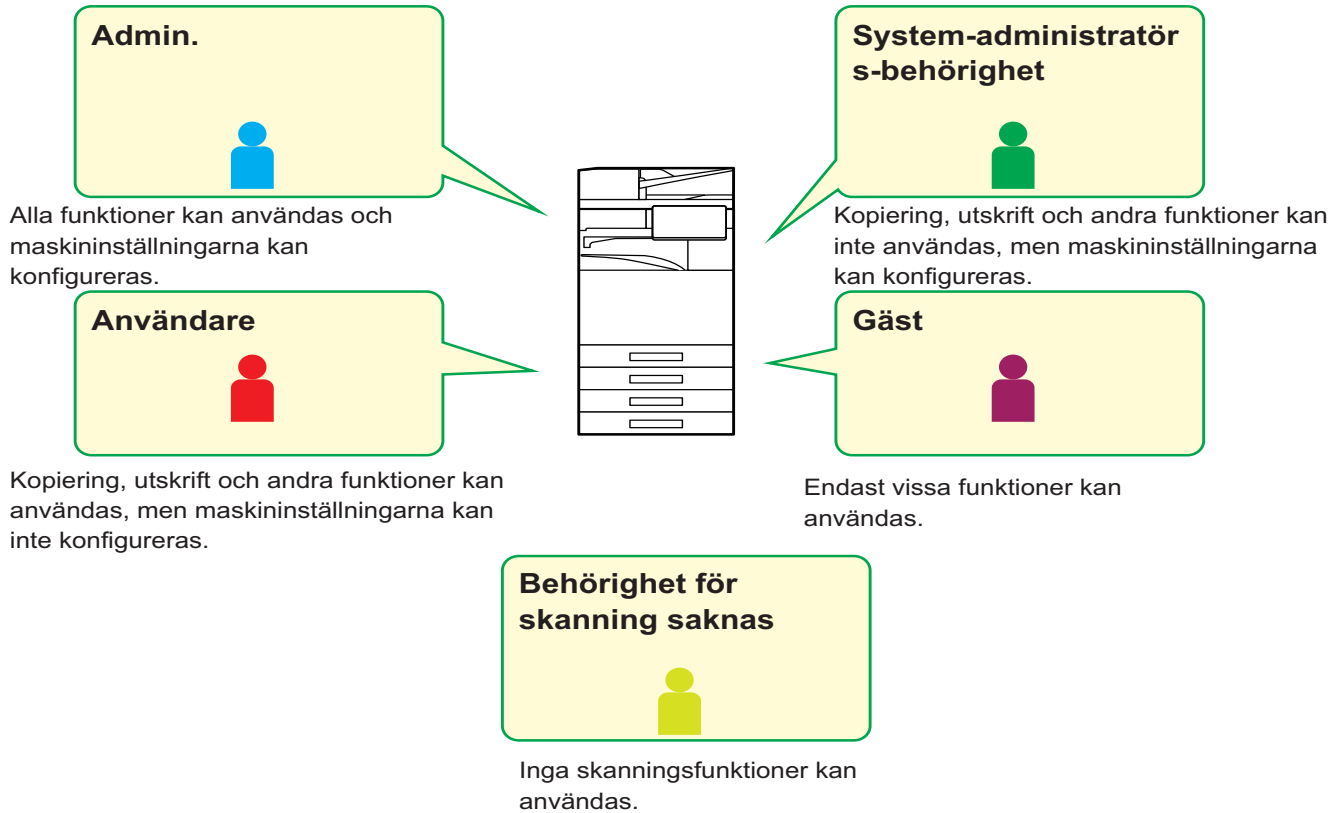 Admin.
Alla funktioner kan användas och
maskininställningarna kan
konfigureras.
System-administratör
s-behörighet
Kopiering, utskrift och andra funktioner kan
inte användas, men maskininställningarna
kan konfigureras.
Användare
Kopiering, utskrift och andra funktioner kan
användas, men maskininställningarna kan
inte konfigureras.
Gäst
Endast vissa funktioner kan
användas.
Behörighet för
skanning saknas
Inga skanningsfunktioner kan
användas.